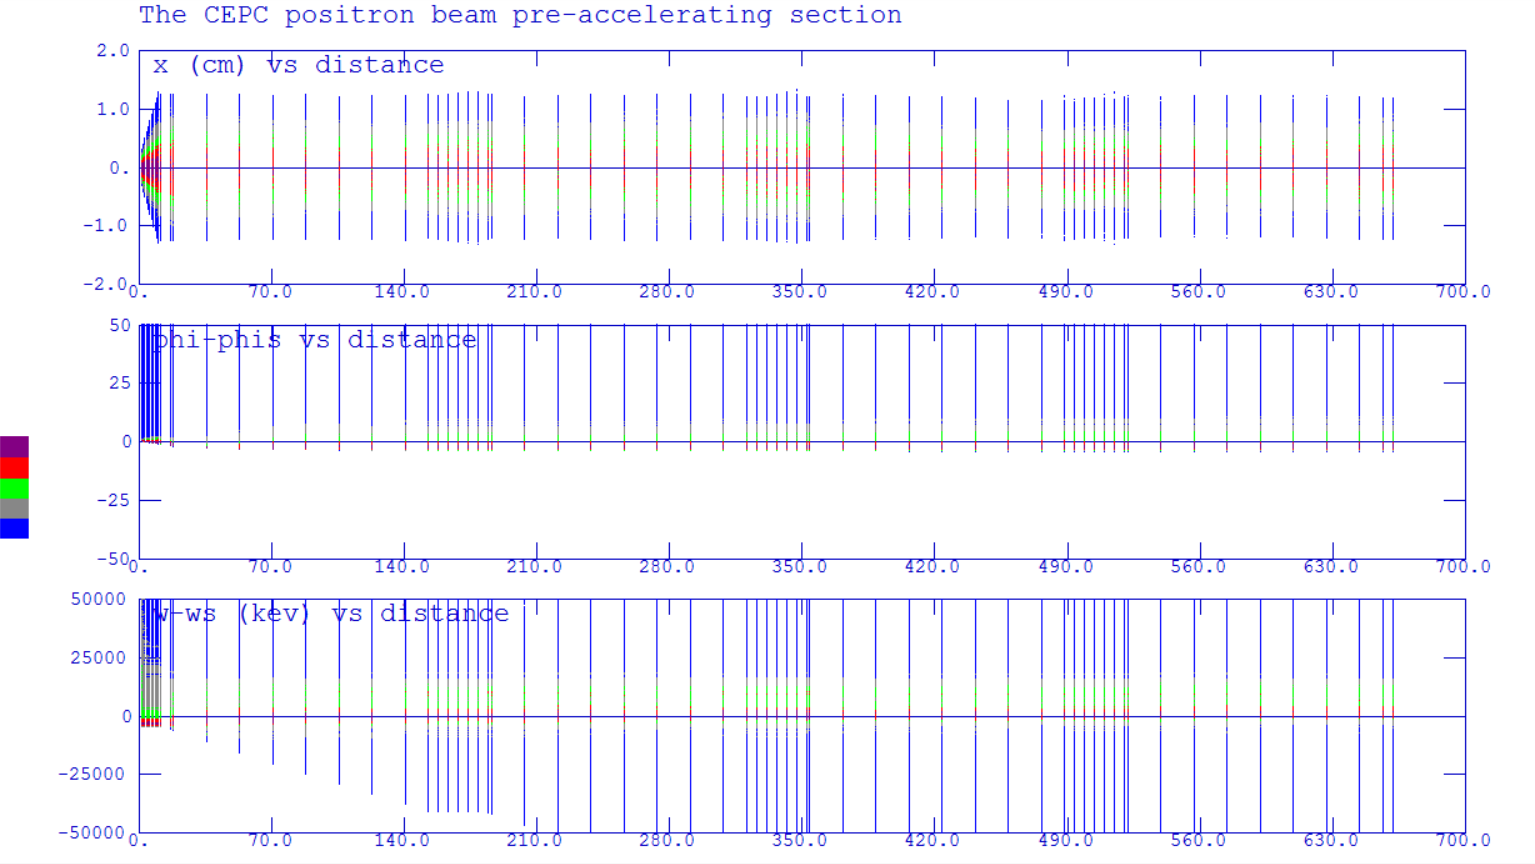 The CEPC positron beam pre-accelerating section
2.0
x (cm) vs distance
1.0
0.
-1.0
-2.0
0. 70.0 140.0 210.0 280.0 350.0 420.0 490.0 560.0 630.0 700.0
50
phi-phis vs distance
25
0
-25
-50
0. 70.0 140.0 210.0 280.0 350.0 420.0 490.0 560.0 630.0 700.0
50000
w-ws (kev) vs distance
25000
0
-25000
-50000
0. 70.0 140.0 210.0 280.0 350.0 420.0 490.0 560.0 630.0 700.0